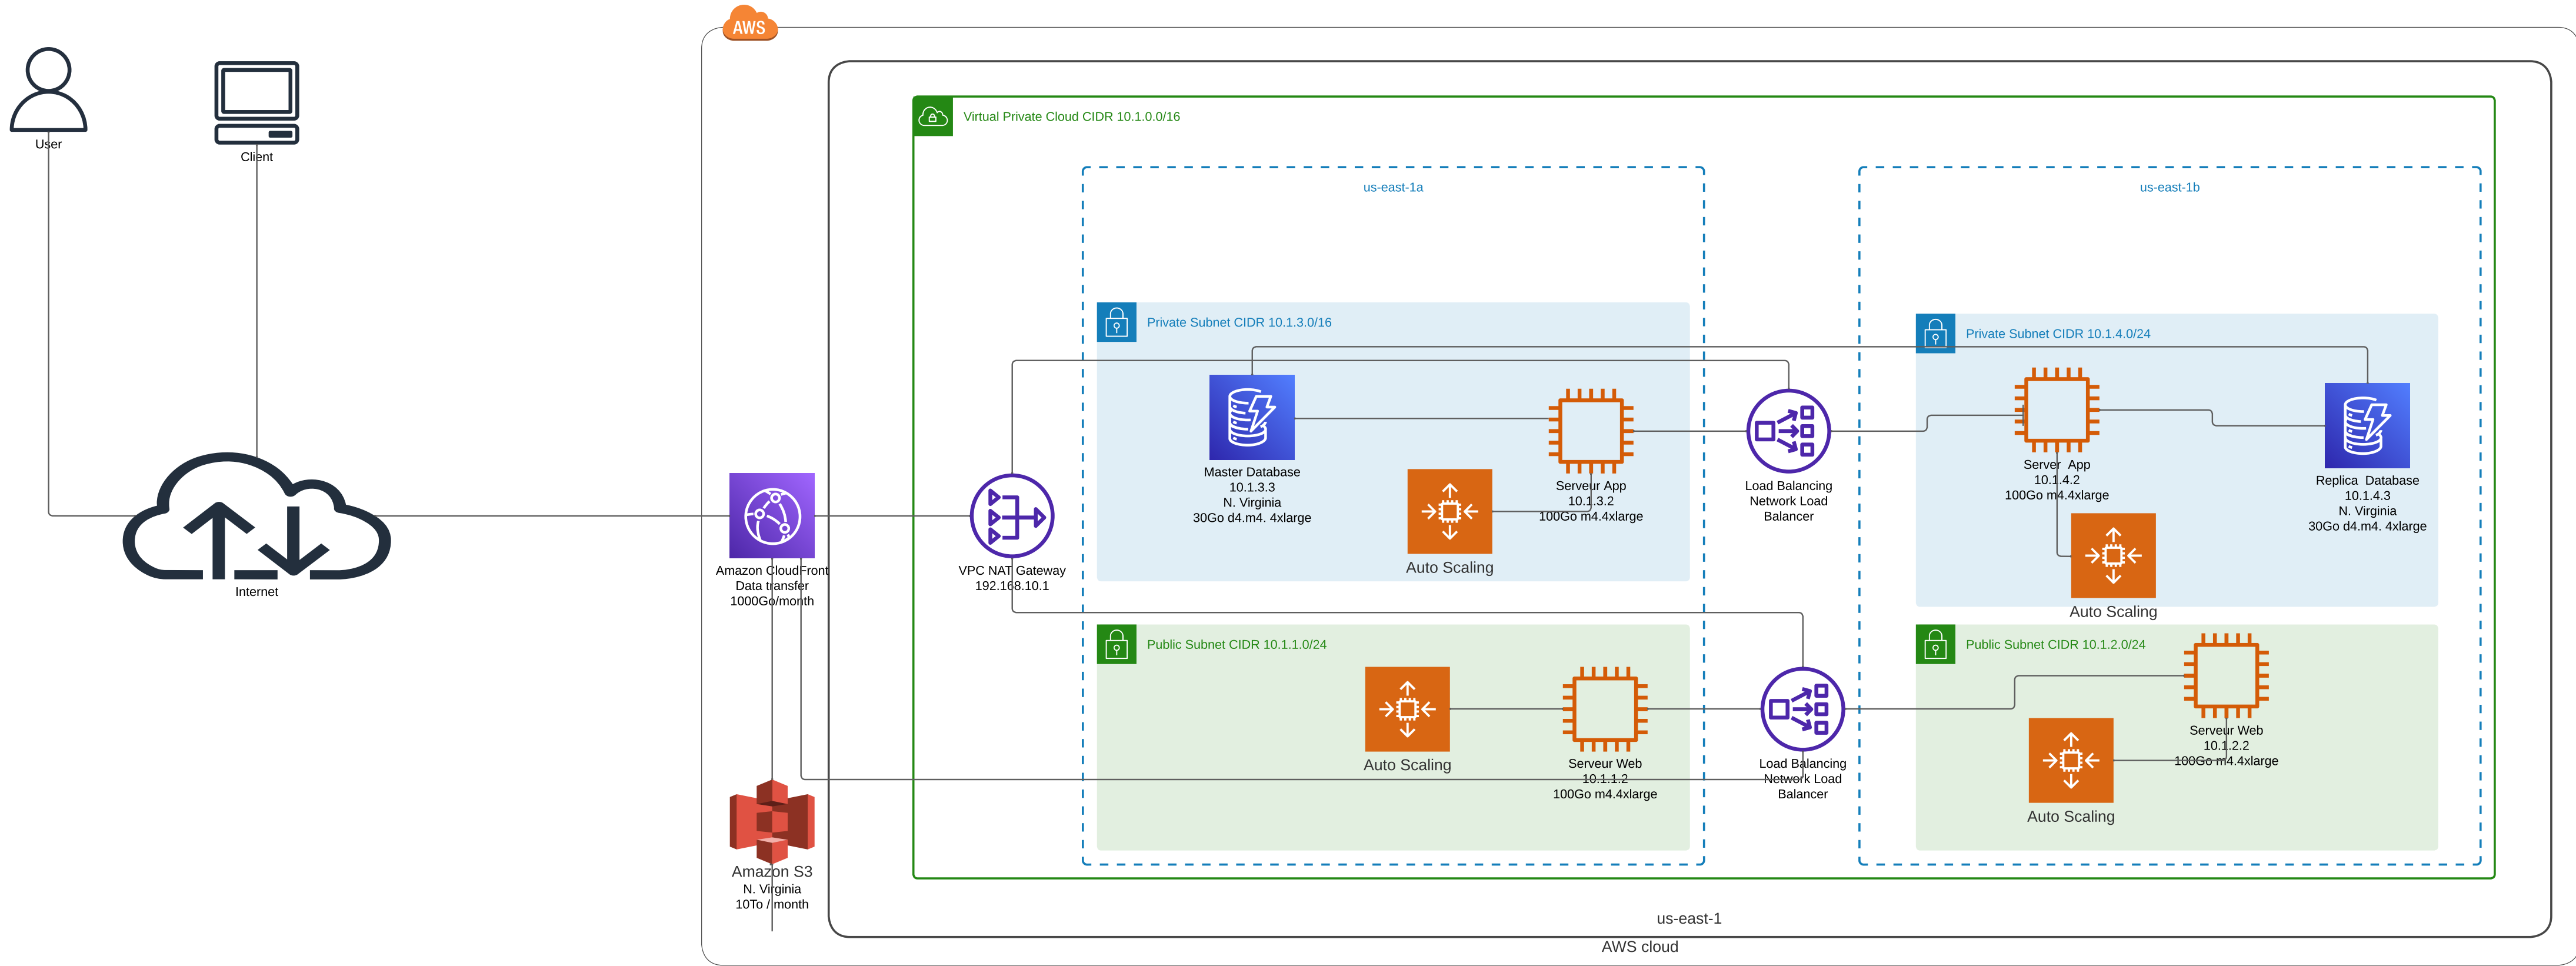 AWS
User
Client
Internet
Virtual Private Cloud CIDR 10.1.0.0/16
us-east-1a
us-east-1b
Private Subnet CIDR 10.1.3.0/16
Private Subnet CIDR 10.1.4.0/24
Master Database
10.1.3.3
N. Virginia
30Go d4.m4. 4xlarge
Auto Scaling
Serveur App
10.1.3.2
100Go m4.4xlarge
Load Balancing
Network Load
Balancer
Server  App
10.1.4.2
100Go m4.4xlarge
Auto Scaling
Replica  Database
10.1.4.3
N. Virginia
30Go d4.m4. 4xlarge
Amazon CloudFront
Data transfer
1000Go/month
VPC NAT Gateway
192.168.10.1
Public Subnet CIDR 10.1.1.0/24
Public Subnet CIDR 10.1.2.0/24
Auto Scaling
Serveur Web
10.1.1.2
100Go m4.4xlarge
Load Balancing
Network Load
Balancer
Serveur Web
10.1.2.2
100Go m4.4xlarge
Auto Scaling
Amazon S3
N. Virginia
10To / month
us-east-1
AWS cloud